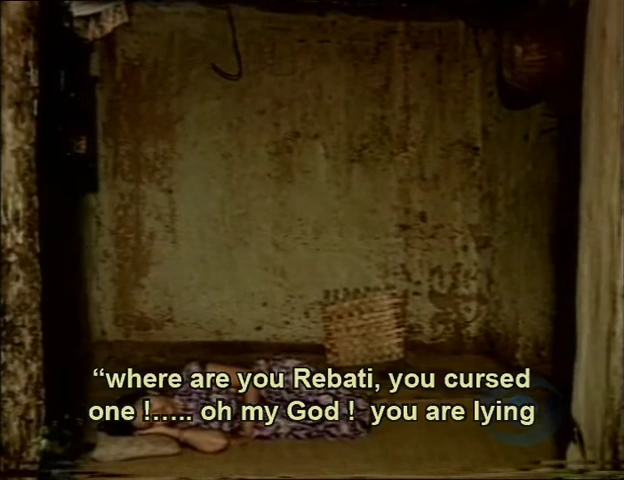 “where are you Rebati, you cursed
one !..... oh my God ! you are lying